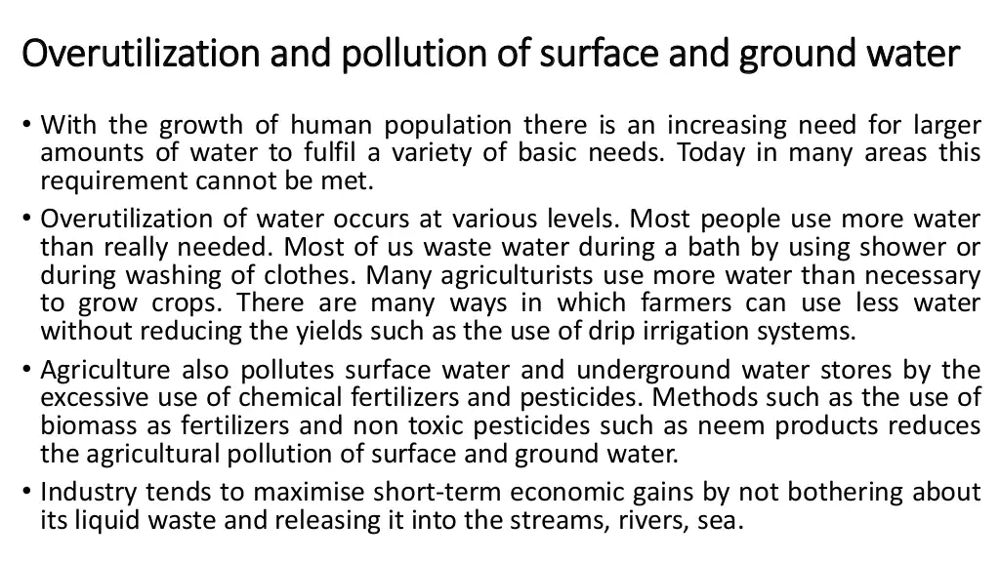 Overutilization and pollution of surface and ground water
• With the growth of human population there is an increasing need for larger
amounts of water to fulfil a variety of basic needs. Today in many areas this
requirement cannot be met.
• Overutilization of water occurs at various levels. Most people use more water
than really needed. Most of us waste water during a bath by using shower or
during washing of clothes. Many agriculturists use more water than necessary
to grow crops. There are many ways in which farmers can use less water
without reducing the yields such as the use of drip irrigation systems.
• Agriculture also pollutes surface water and underground water stores by the
excessive use of chemical fertilizers and pesticides. Methods such as the use of
biomass as fertilizers and non toxic pesticides such as neem products reduces
the agricultural pollution of surface and ground water.
• Industry tends to maximise short-term economic gains by not bothering about
its liquid waste and releasing it into the streams, rivers, sea.